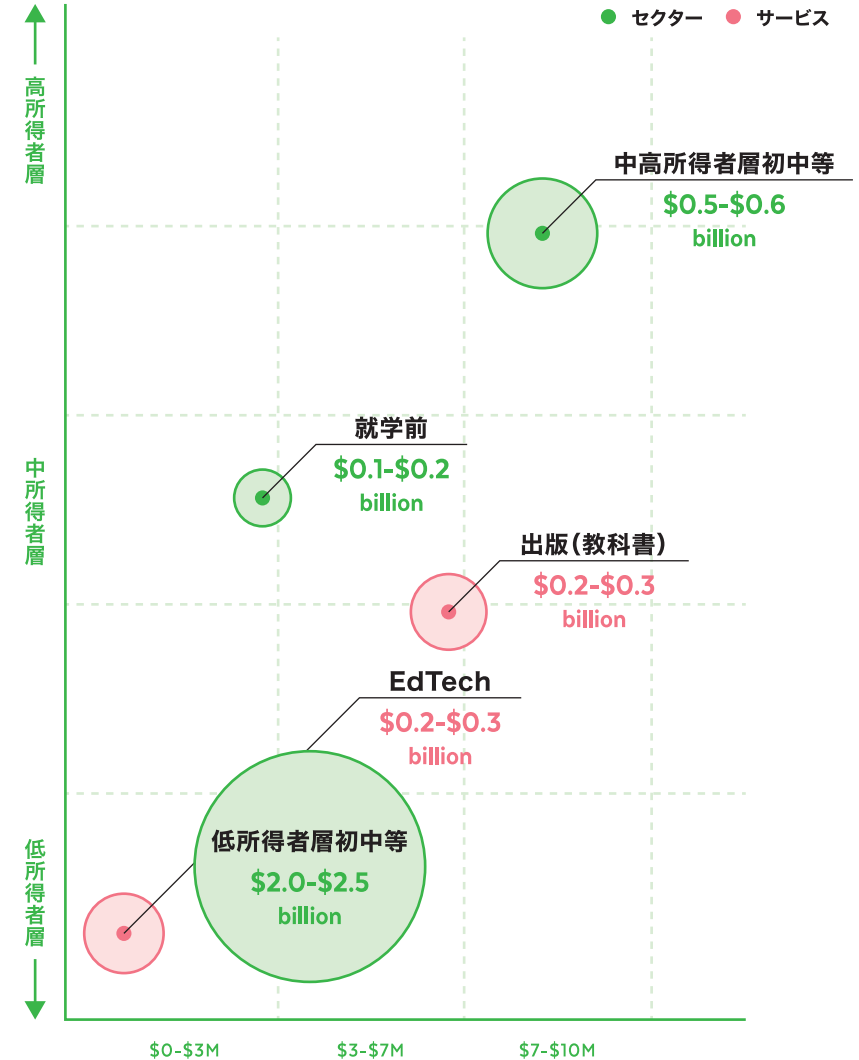 セクター
サービス
高所得者層
中高所得者層初中等
$0.5-$0.6
billion
就学前
$0.1-$0.2
billion
中所得者層
出版(教科書)
$0.2-$0.3
billion
EdTech
$0.2-$0.3
billion
低所得者層初中等
$2.0-$2.5
billion
低所得者層
$0-$3M
$3-$7M
$7-$10M